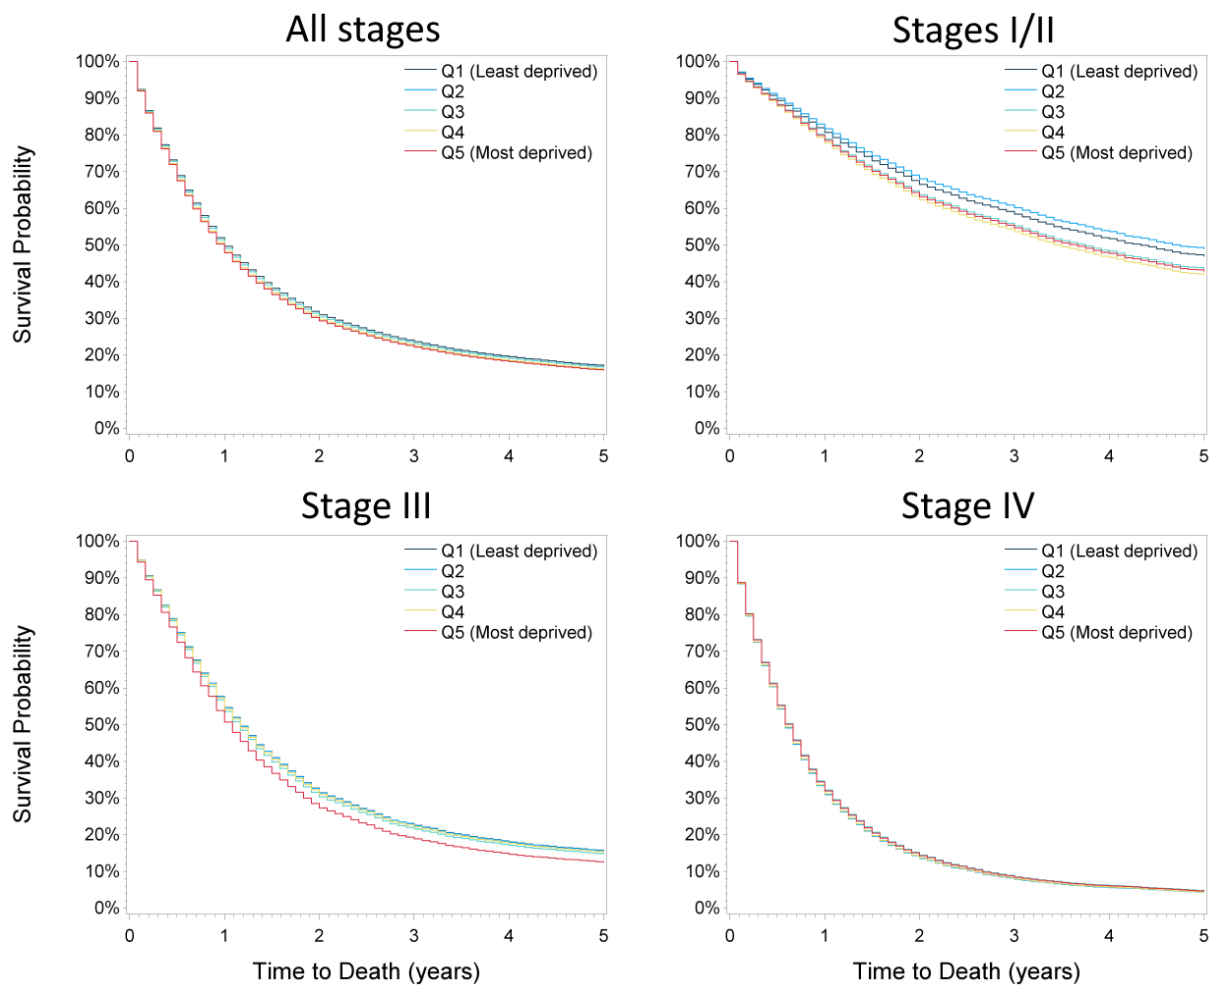 All stages
Survival Probability
100%
90%
80%
70%
60%
50%
40%
30%
20%
10%
0%
Q1 (Least deprived)
Q2
Q3
Q4
Q5 (Most deprived)
0 1 2 3 4 5
Stages I/II
100%
90%
80%
70%
60%
50%
40%
30%
20%
10%
0%
Q1 (Least deprived)
Q2
Q3
Q4
Q5 (Most deprived)
0 1 2 3 4 5
Stage III
Survival Probability
100%
90%
80%
70%
60%
50%
40%
30%
20%
10%
0%
Q1 (Least deprived)
Q2
Q3
Q4
Q5 (Most deprived)
0 1 2 3 4 5
Time to Death (years)
Stage IV
100%
90%
80%
70%
60%
50%
40%
30%
20%
10%
0%
Q1 (Least deprived)
Q2
Q3
Q4
Q5 (Most deprived)
0 1 2 3 4 5
Time to Death (years)